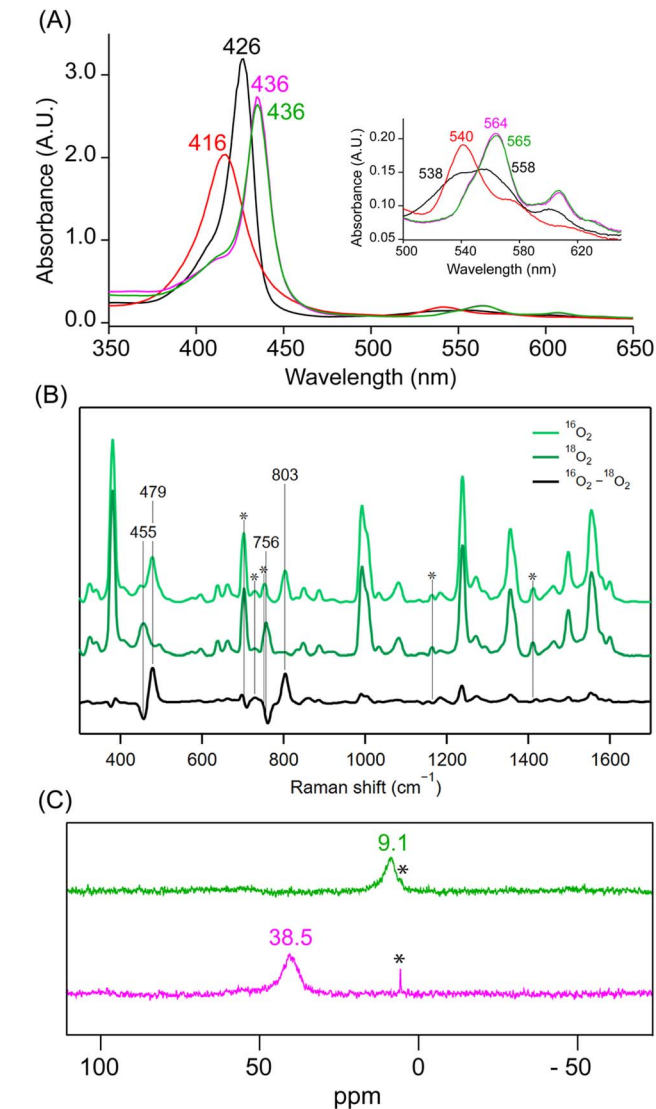 (A)
426
436
436
416
3.0
2.0
1.0
0.0
Absorbance (A.U.)
350 400 450 500 550 600 650
Wavelength (nm)
564
565
540
558
538
0.20
0.15
0.10
0.05
Absorbance (A.U.)
500 540 580 620
Wavelength (nm)
(B)
¹⁶O₂
¹⁸O₂
¹⁶O₂ –¹⁸O₂
803
479
*
756
455
* *
* *
400 600 800 1000 1200 1400 1600
Raman shift (cm⁻¹)
(C)
9.1
*
38.5
*
100 50 0 - 50
ppm